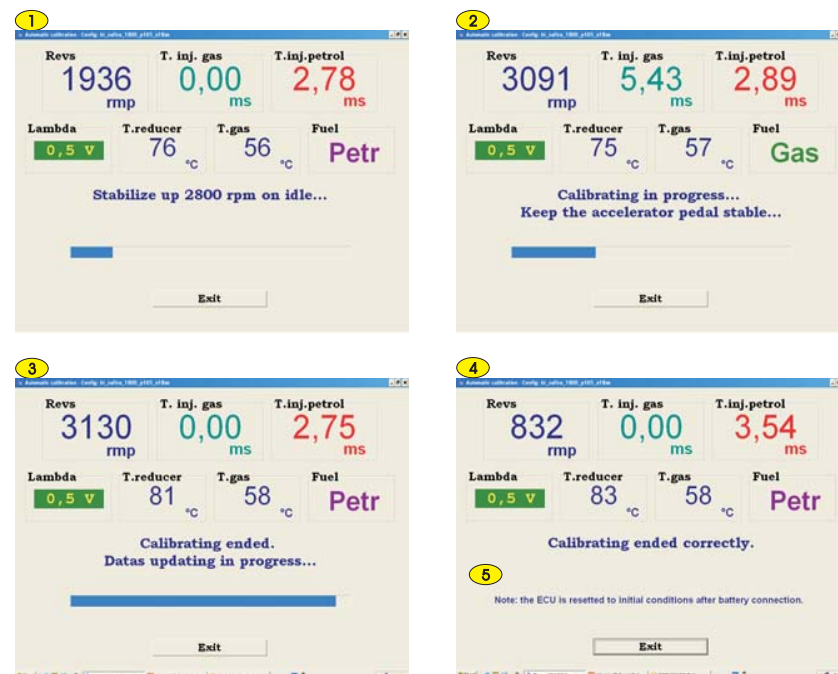 1
Revs T. inj. gas T.inj.petrol
1936 0,00 2,78
rmp ms ms
Lambda T.reducer T.gas Fuel
0,5 V 76 °C 56 °C Petr
Stabilize up 2800 rpm on idle...
Exit
2
Revs T. inj. gas T.inj.petrol
3091 5,43 2,89
rmp ms ms
Lambda T.reducer T.gas Fuel
0,5 V 75 °C 57 °C Gas
Calibrating in progress...
Keep the accelerator pedal stable...
Exit
3
Revs T. inj. gas T.inj.petrol
3130 0,00 2,75
rmp ms ms
Lambda T.reducer T.gas Fuel
0,5 V 81 °C 58 °C Petr
Calibrating ended.
Datas updating in progress...
Exit
4
Revs T. inj. gas T.inj.petrol
832 0,00 3,54
rmp ms ms
Lambda T.reducer T.gas Fuel
0,5 V 83 °C 58 °C Petr
Calibrating ended correctly.
5
Note: the ECU is resetted to initial conditions after battery connection.
Exit